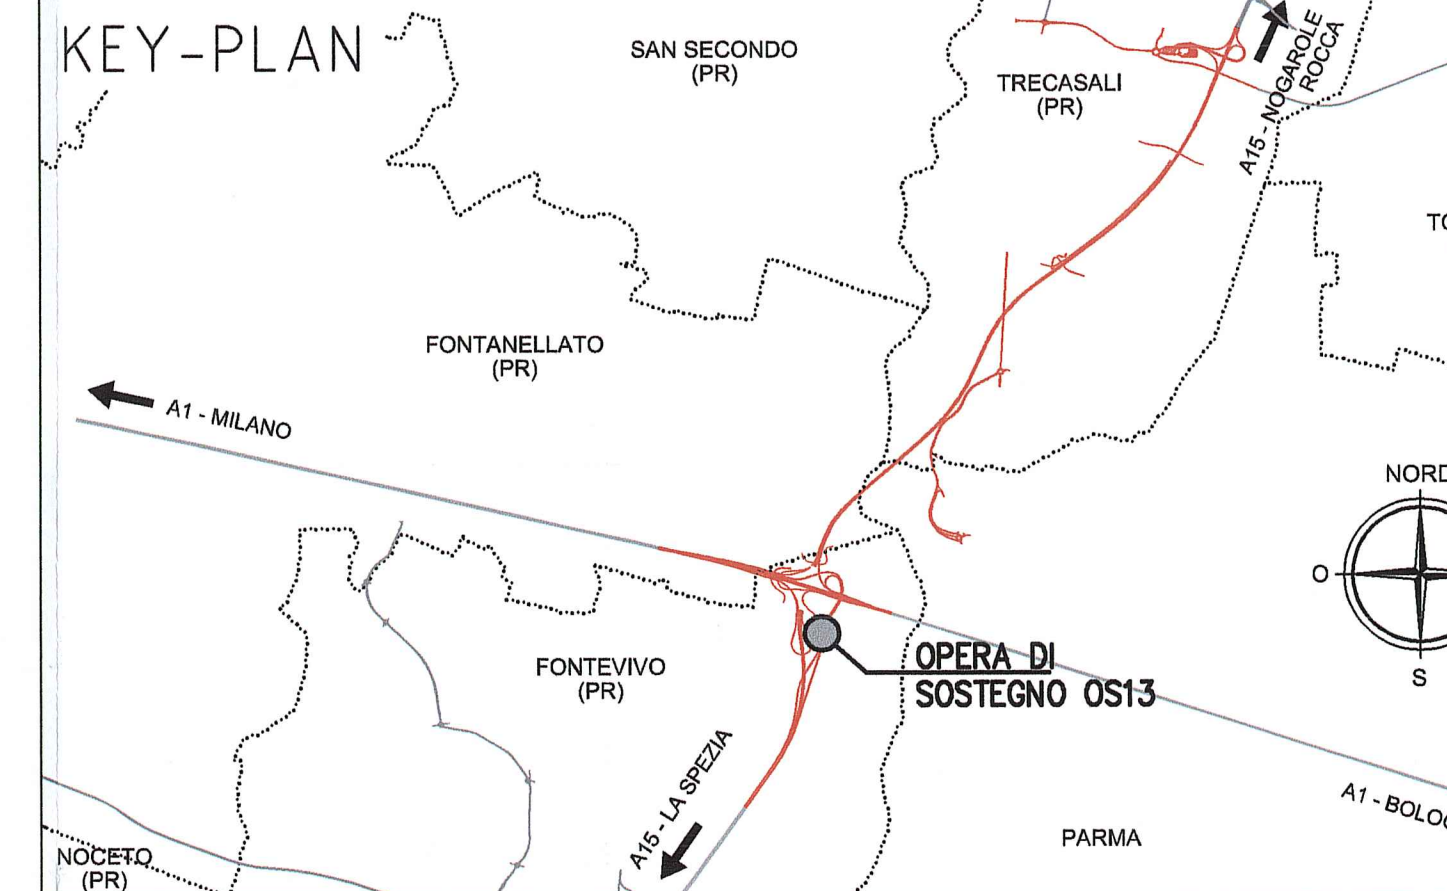 KEY-PLAN
SAN SECONDO
(PR)
TRECASALI
(PR)
A15 - NOGAROLE
ROCCA
FONTANELLATO
(PR)
A1 - MILANO
NORD
O
S
FONTEVIVO
(PR)
OPERA DI
SOSTEGNO OS13
A15 - LA SPEZIA
A1 - BOLOG
PARMA
NOCETO
(PR)